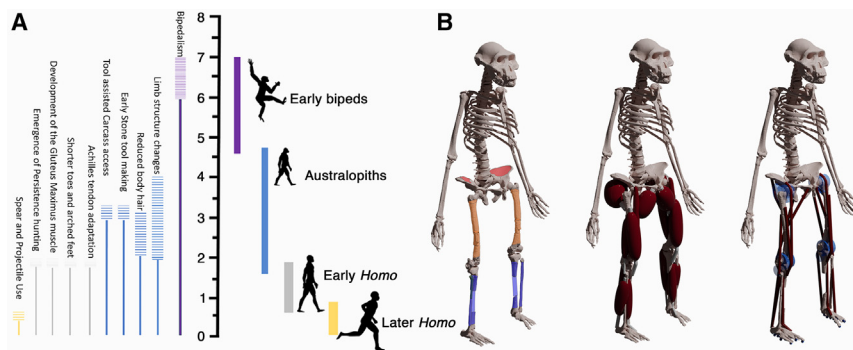 A
Spear and Projectile Use
Emergence of Persistence hunting
Development of the Gluteus Maximus muscle
Shorter toes and arched feet
Achilles tendon adaptation
Tool assisted Carcass access
Early Stone tool making
Reduced body hair
Limb structure changes
Bipedalism
8
7
6
5
4
3
2
1
0
Early bipeds
Australopiths
Early Homo
Later Homo
B